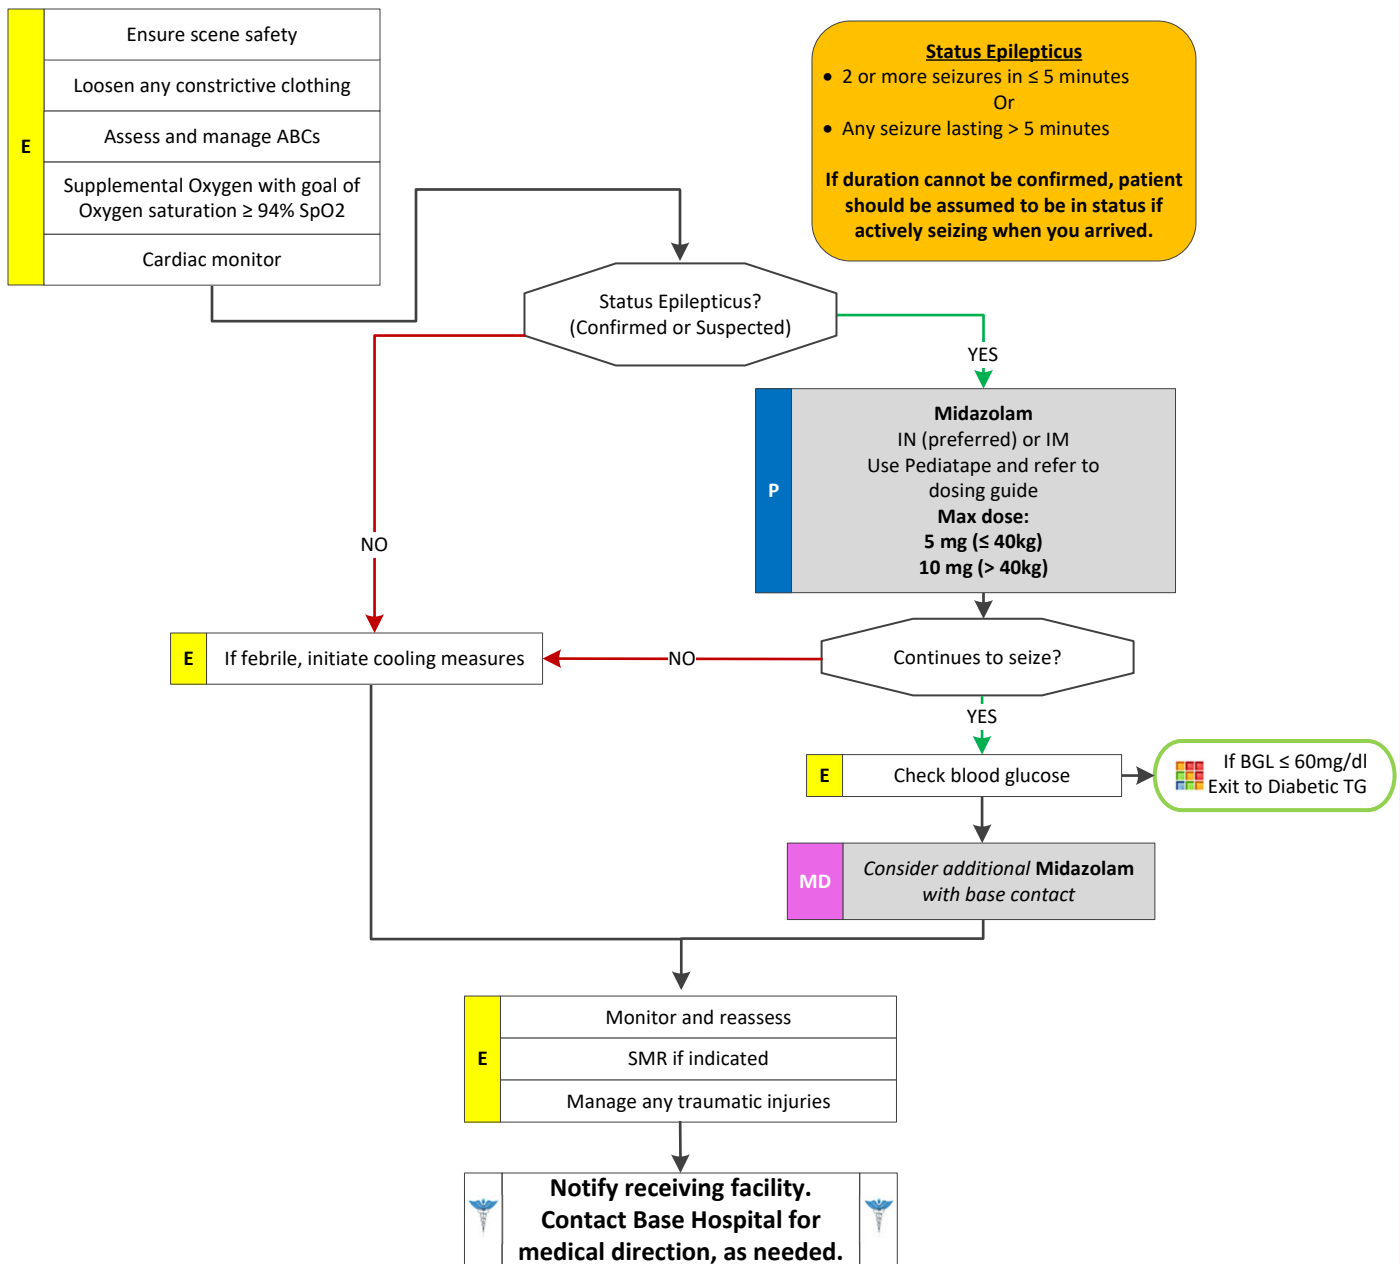 E
Ensure scene safety
Loosen any constrictive clothing
Assess and manage ABCs
Supplemental Oxygen with goal of
Oxygen saturation ≥ 94% SpO2
Cardiac monitor
Status Epilepticus
• 2 or more seizures in ≤ 5 minutes
Or
• Any seizure lasting > 5 minutes
If duration cannot be confirmed, patient
should be assumed to be in status if
actively seizing when you arrived.
Status Epilepticus?
(Confirmed or Suspected)
YES
NO
P
Midazolam
IN (preferred) or IM
Use Pediatape and refer to
dosing guide
Max dose:
5 mg (≤ 40kg)
10 mg (> 40kg)
E
If febrile, initiate cooling measures
NO
Continues to seize?
YES
E
Check blood glucose
If BGL ≤ 60mg/dl
Exit to Diabetic TG
MD
Consider additional Midazolam
with base contact
E
Monitor and reassess
SMR if indicated
Manage any traumatic injuries
Notify receiving facility.
Contact Base Hospital for
medical direction, as needed.